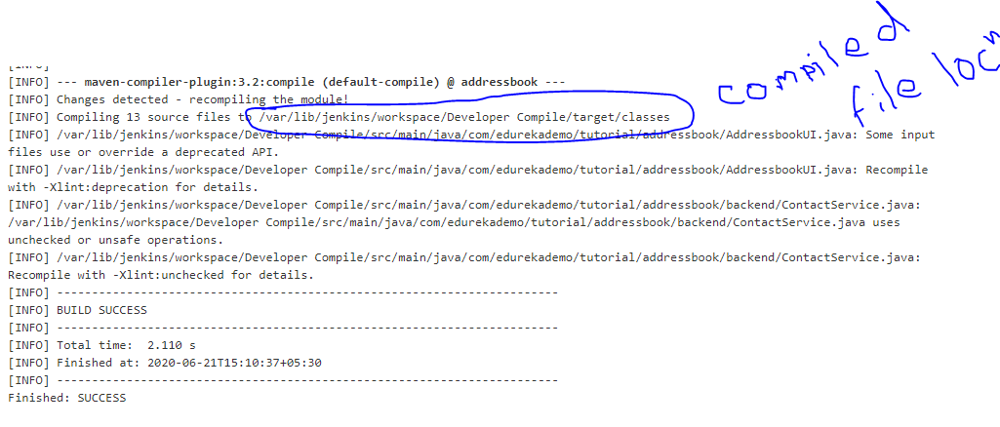 [INFO]
[INFO] --- maven-compiler-plugin:3.2:compile (default-compile) @ addressbook ---
[INFO] Changes detected - recompiling the module!
[INFO] Compiling 13 source files to /var/lib/jenkins/workspace/Developer Compile/target/classes
compiled
file locn
[INFO] /var/lib/jenkins/workspace/Developer Compile/src/main/java/com/edurekademo/tutorial/addressbook/AddressbookUI.java: Some input
files use or override a deprecated API.
[INFO] /var/lib/jenkins/workspace/Developer Compile/src/main/java/com/edurekademo/tutorial/addressbook/AddressbookUI.java: Recompile
with -Xlint:deprecation for details.
[INFO] /var/lib/jenkins/workspace/Developer Compile/src/main/java/com/edurekademo/tutorial/addressbook/backend/ContactService.java:
/var/lib/jenkins/workspace/Developer Compile/src/main/java/com/edurekademo/tutorial/addressbook/backend/ContactService.java uses
unchecked or unsafe operations.
[INFO] /var/lib/jenkins/workspace/Developer Compile/src/main/java/com/edurekademo/tutorial/addressbook/backend/ContactService.java:
Recompile with -Xlint:unchecked for details.
[INFO] ------------------------------------------------------------------------
[INFO] BUILD SUCCESS
[INFO] ------------------------------------------------------------------------
[INFO] Total time:  2.110 s
[INFO] Finished at: 2020-06-21T15:10:37+05:30
[INFO] ------------------------------------------------------------------------
Finished: SUCCESS